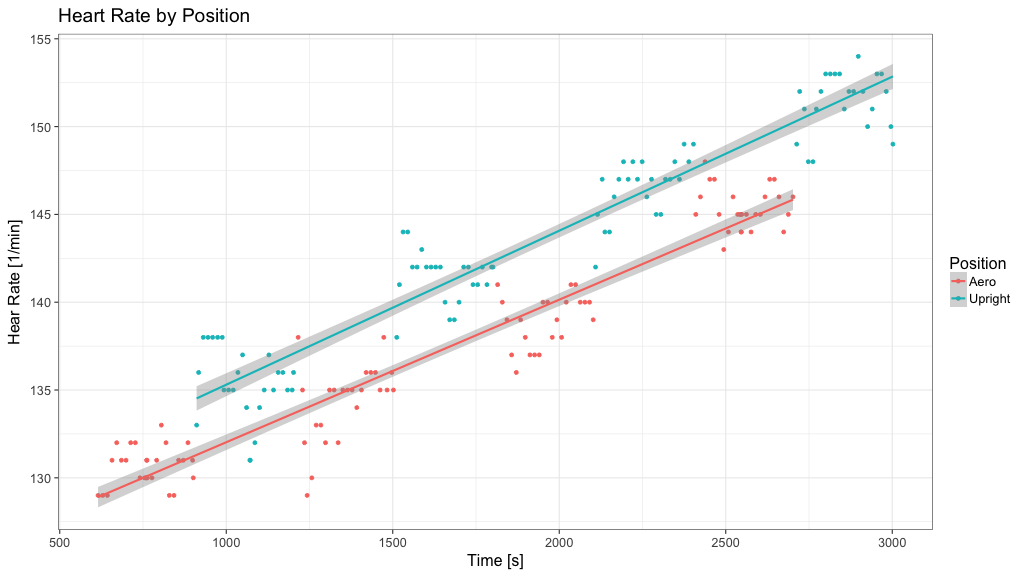 Heart Rate by Position
155
150
145
140
135
130
Hear Rate [1/min]
500
1000
1500
2000
2500
3000
Time [s]
Position
Aero
Upright